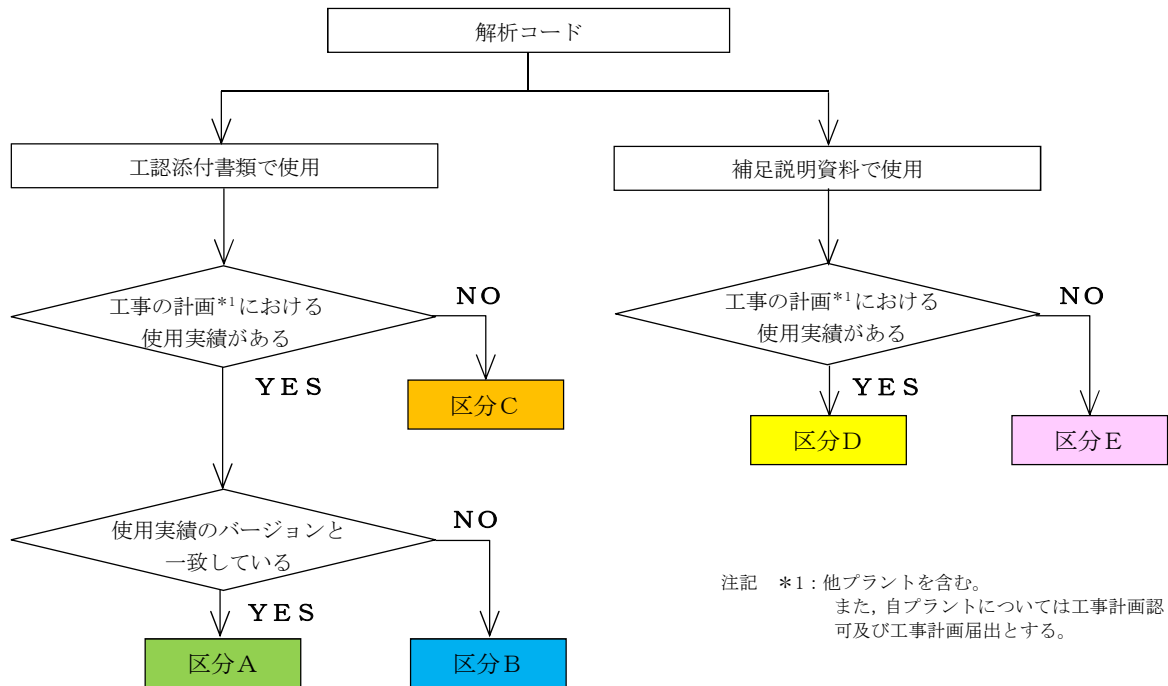 解析コード
工認添付書類で使用
補足説明資料で使用
工事の計画*1における
使用実績がある
NO
YES
区分C
工事の計画*1における
使用実績がある
NO
YES
区分D
区分E
使用実績のバージョンと
一致している
NO
YES
区分A
区分B
注記 *1:他プラントを含む。
また,自プラントについては工事計画認
可及び工事計画届出とする。